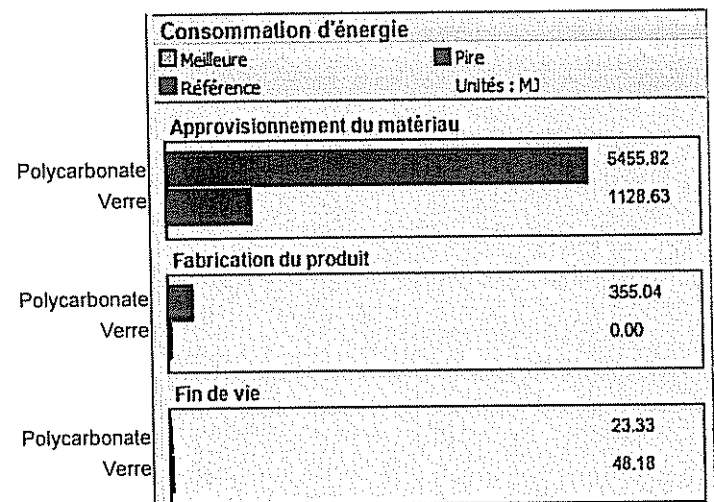 Consommation d'énergie
Meilleure Pire
Référence Unités : MJ
Approvisionnement du matériau
Polycarbonate 5455.82
Verre 1128.63
Fabrication du produit
Polycarbonate 355.04
Verre 0.00
Fin de vie
Polycarbonate 23.33
Verre 48.18